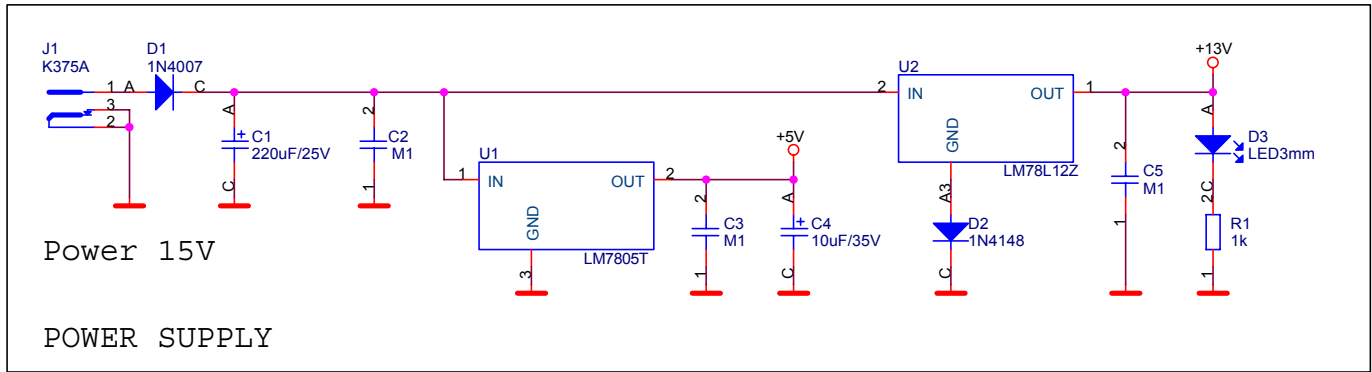 J1
K375A
1
3
2
A
D1
1N4007
C
A
+
C1
220uF/25V
C
2
C2
M1
1
U1
1
IN
OUT
2
GND
LM7805T
3
+5V
2
C3
M1
1
A
+
C4
10uF/35V
C
U2
2
IN
OUT
1
GND
LM78L12Z
A3
D2
1N4148
C
2
C5
M1
1
+13V
A
D3
LED3mm
2C
R1
1k
1
Power 15V
POWER SUPPLY